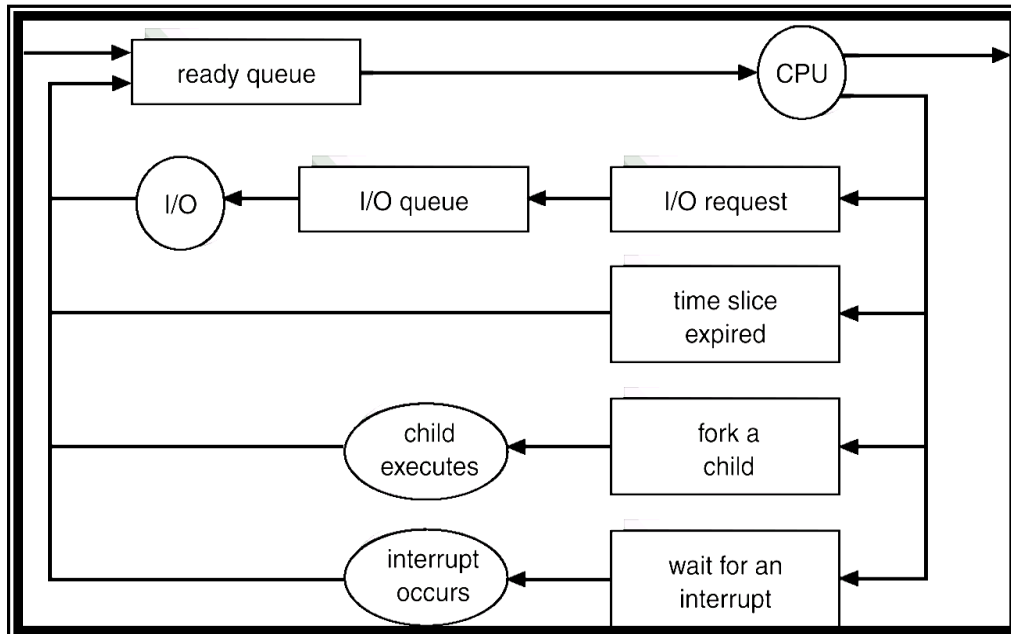 ready queue
CPU
I/O
I/O queue
I/O request
time slice
expired
child
executes
fork a
child
interrupt
occurs
wait for an
interrupt